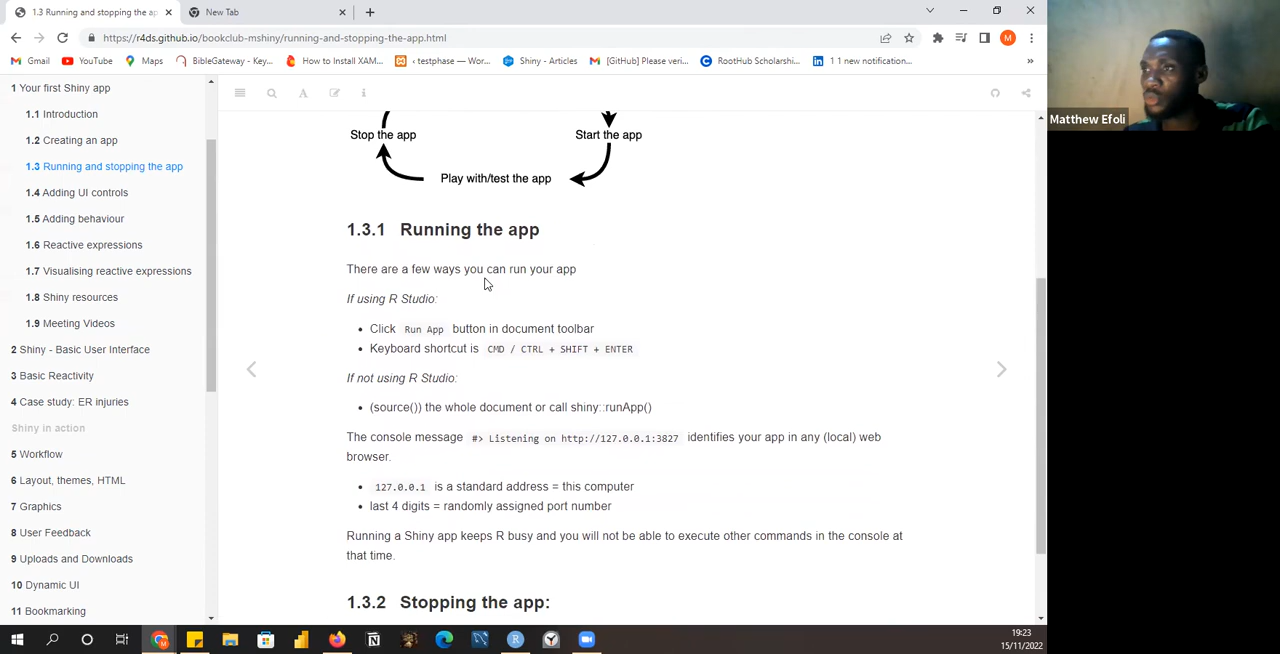 1.3 Running and stopping the app
New Tab
https://r4ds.github.io/bookclub-mshiny/running-and-stopping-the-app.html
M
Gmail
YouTube
Maps
BibleGateway - Key...
How to Install XAM...
testphase — Wor...
Shiny - Articles
[GitHub] Please veri...
RootHub Scholarshi...
1 1 new notification...
»
1 Your first Shiny app
1.1 Introduction
1.2 Creating an app
1.3 Running and stopping the app
1.4 Adding UI controls
1.5 Adding behaviour
1.6 Reactive expressions
1.7 Visualising reactive expressions
1.8 Shiny resources
1.9 Meeting Videos
2 Shiny - Basic User Interface
3 Basic Reactivity
4 Case study: ER injuries
Shiny in action
5 Workflow
6 Layout, themes, HTML
7 Graphics
8 User Feedback
9 Uploads and Downloads
10 Dynamic UI
11 Bookmarking
Stop the app
Start the app
Play with/test the app
1.3.1 Running the app
There are a few ways you can run your app
If using R Studio:
• Click Run App button in document toolbar
• Keyboard shortcut is CMD / CTRL + SHIFT + ENTER
If not using R Studio:
• (source()) the whole document or call shiny::runApp()
The console message #> Listening on http://127.0.0.1:3827 identifies your app in any (local) web
browser.
• 127.0.0.1 is a standard address = this computer
• last 4 digits = randomly assigned port number
Running a Shiny app keeps R busy and you will not be able to execute other commands in the console at
that time.
1.3.2 Stopping the app:
Matthew Efoli
19:23
15/11/2022